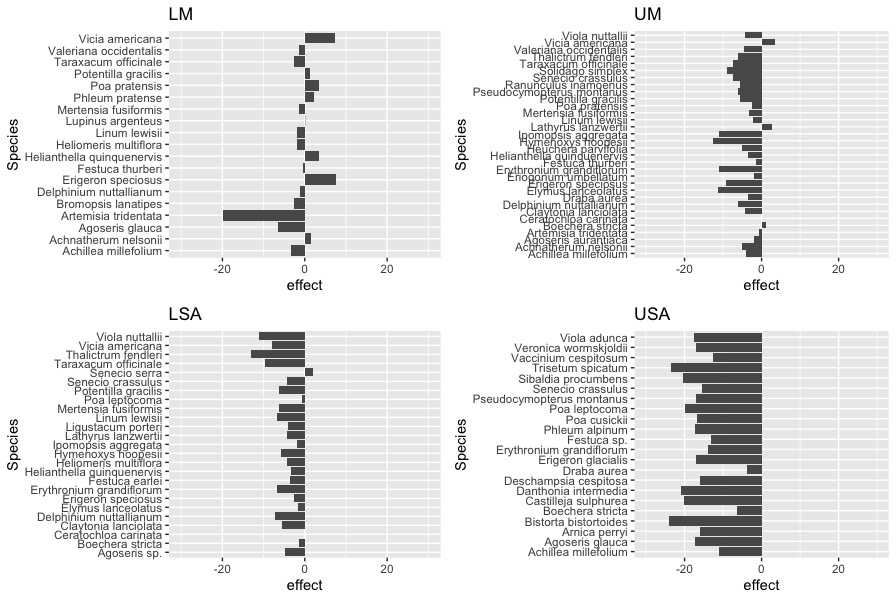 LM
Species
Vicia americana
Valeriana occidentalis
Taraxacum officinale
Potentilla gracilis
Poa pratensis
Phleum pratense
Mertensia fusiformis
Lupinus argenteus
Linum lewisii
Heliomeris multiflora
Helianthella quinquenervis
Festuca thurberi
Erigeron speciosus
Delphinium nuttallianum
Bromopsis lanatipes
Artemisia tridentata
Agoseris glauca
Achnatherum nelsonii
Achillea millefolium
-20 0 20
effect
UM
Species
Viola nuttallii
Vicia americana
Valeriana occidentalis
Thalictrum fendleri
Taraxacum officinale
Solidago simplex
Senecio crassulus
Ranunculus inamoenus
Pseudocymopterus montanus
Potentilla gracilis
Poa pratensis
Mertensia fusiformis
Linum lewisii
Lathyrus lanzwertii
Ipomopsis aggregata
Hymenoxys hoopesii
Heuchera parvifolia
Helianthella quinquenervis
Festuca thurberi
Erythronium grandiflorum
Eriogonum umbellatum
Erigeron speciosus
Elymus lanceolatus
Draba aurea
Delphinium nuttallianum
Claytonia lanciolata
Ceratochloa carinata
Boechera stricta
Artemisia tridentata
Agoseris aurantiaca
Achnatherum nelsonii
Achillea millefolium
-20 0 20
effect
LSA
Species
Viola nuttallii
Vicia americana
Thalictrum fendleri
Taraxacum officinale
Senecio serra
Senecio crassulus
Potentilla gracilis
Poa leptocoma
Mertensia fusiformis
Linum lewisii
Ligustacum porteri
Lathyrus lanzwertii
Ipomopsis aggregata
Hymenoxys hoopesii
Heliomeris multiflora
Helianthella quinquenervis
Festuca earlei
Erythronium grandiflorum
Erigeron speciosus
Elymus lanceolatus
Delphinium nuttallianum
Claytonia lanciolata
Ceratochloa carinata
Boechera stricta
Agoseris sp.
-20 0 20
effect
USA
Species
Viola adunca
Veronica wormskjoldii
Vaccinium cespitosum
Trisetum spicatum
Sibaldia procumbens
Senecio crassulus
Pseudocymopterus montanus
Poa leptocoma
Poa cusickii
Phleum alpinum
Festuca sp.
Erythronium grandiflorum
Erigeron glacialis
Draba aurea
Deschampsia cespitosa
Danthonia intermedia
Castilleja sulphurea
Boechera stricta
Bistorta bistortoides
Arnica perryi
Agoseris glauca
Achillea millefolium
-20 0 20
effect